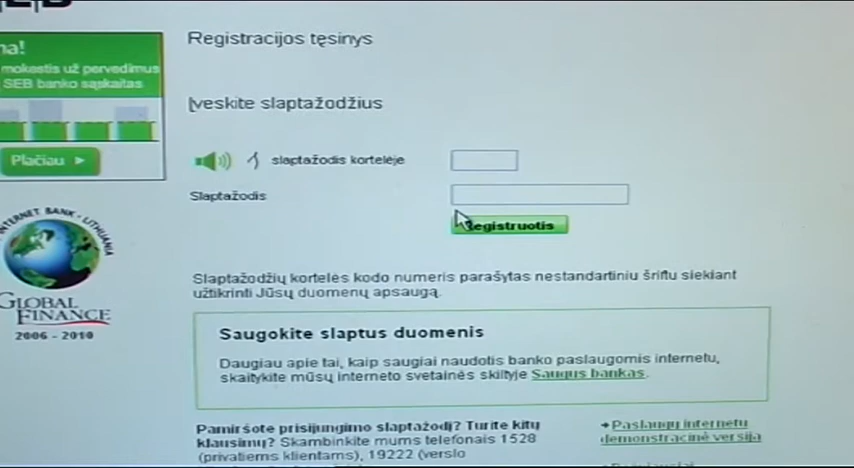 na!
mokestis už pervedimus
SEB banko sąskaitas
Plačiau
INTERNET BANK - LITHUANIA
GLOBAL
FINANCE
2006 - 2010
Registracijos tęsinys
Įveskite slaptažodžius
slaptažodis kortelėje
Slaptažodis
Registruotis
Slaptažodžių kortelės kodo numeris parašytas nestandartiniu šriftu siekiant
užtikrinti Jūsų duomenų apsaugą.
Saugokite slaptus duomenis
Daugiau apie tai, kaip saugiai naudotis banko paslaugomis internetu,
skaitykite mūsų interneto svetainės skiltyje Saugus bankas.
Pamiršote prisijungimo slaptažodį? Turite kitų
klausimų? Skambinkite mums telefonais 1528
(privatiems klientams), 19222 (verslo
Paslaugų internetu
demonstracinė versija